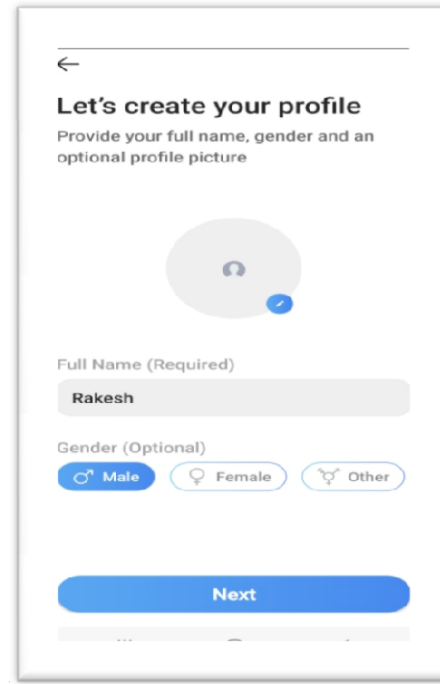 Let's create your profile
Provide your full name, gender and an
optional profile picture
Full Name (Required)
Rakesh
Gender (Optional)
Male Female Other
Next